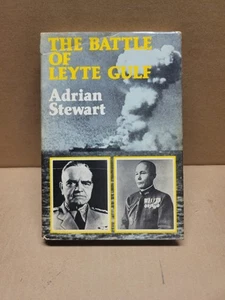 THE BATTLE
OF
LEYTE GULF
Adrian
Stewart